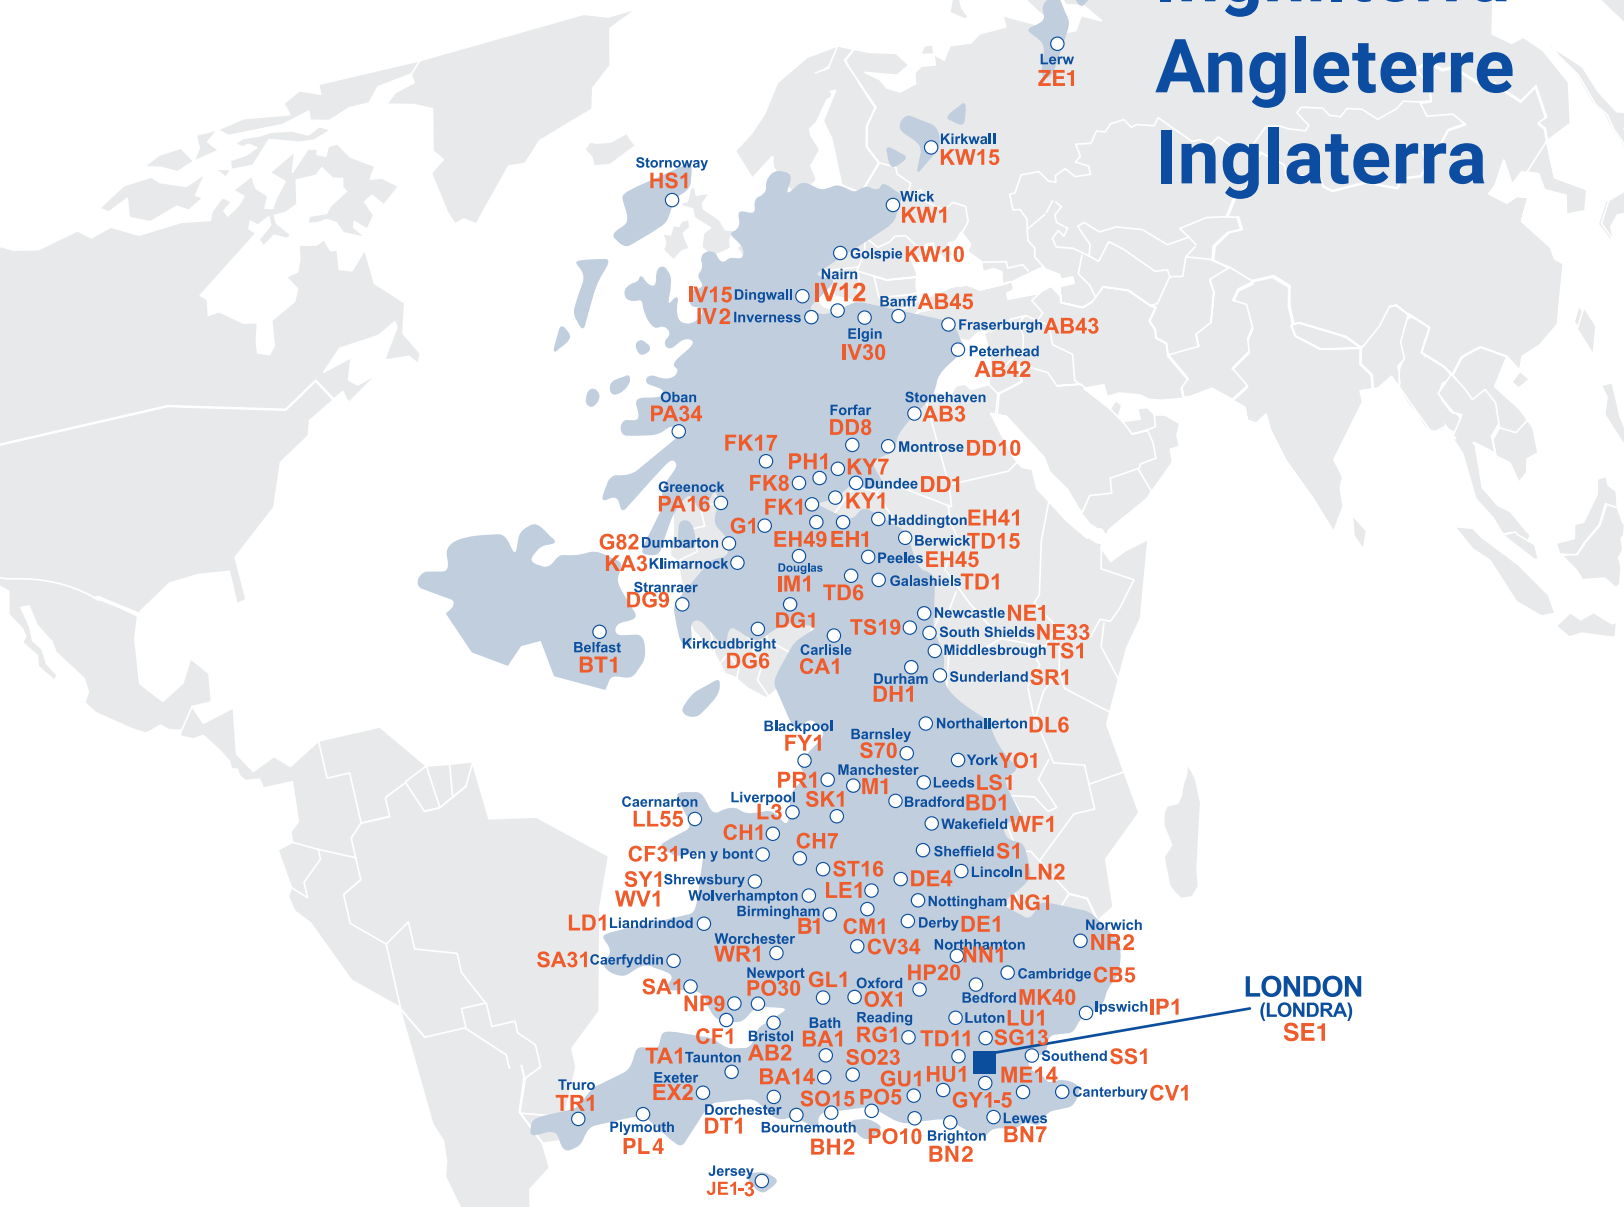 Inghilterra
Angleterre
Inglaterra
Lerw
ZE1
Kirkwall
KW15
Stornoway
HS1
Wick
KW1
Golspie KW10
Nairn
IV12
IV15 Dingwall
IV2 Inverness
Banff AB45
Elgin
IV30
Fraserburgh AB43
Peterhead
AB42
Oban
PA34
Stonehaven
AB3
Forfar
DD8
Montrose DD10
FK17
PH1
KY7
FK8
Dundee DD1
Greenock
PA16
FK1
KY1
G1
EH49
EH1
Haddington EH41
Berwick TD15
G82 Dumbarton
KA3 Klimarnock
Peeles EH45
Douglas
IM1
TD6
Galashiels TD1
Stranraer
DG9
DG1
Kirkcudbright
DG6
Belfast
BT1
Carlisle
CA1
Newcastle NE1
TS19
South Shields NE33
Middlesbrough TS1
Durham
DH1
Sunderland SR1
Northallerton DL6
Blackpool
FY1
Barnsley
S70
York YO1
PR1
Manchester
M1
Leeds LS1
Liverpool
L3
SK1
Bradford BD1
Caernarton
LL55
CH1
Wakefield WF1
CH7
CF31 Pen y bont
Sheffield S1
ST16
Lincoln LN2
SY1 Shrewsbury
DE4
WV1
Wolverhampton
LE1
Nottingham NG1
Birmingham
B1
CM1
Derby DE1
LD1 Liandrindod
Norwich
NR2
Worchester
WR1
CV34
Northhamton
NN1
SA31 Caerfyddin
Cambridge CB5
HP20
Newport
PO30
GL1
Oxford
OX1
Bedford MK40
SA1
NP9
Ipswich IP1
LONDON
(LONDRA)
SE1
CF1
Bristol
AB2
Bath
BA1
Reading
RG1
Luton LU1
TD11
SG13
TA1 Taunton
SO23
Southend SS1
Exeter
EX2
BA14
GU1
HU1
ME14
Canterbury CV1
Truro
TR1
Dorchester
DT1
SO15
PO5
GY1-5
Plymouth
PL4
Bournemouth
BH2
PO10
Brighton
BN2
Lewes
BN7
Jersey
JE1-3